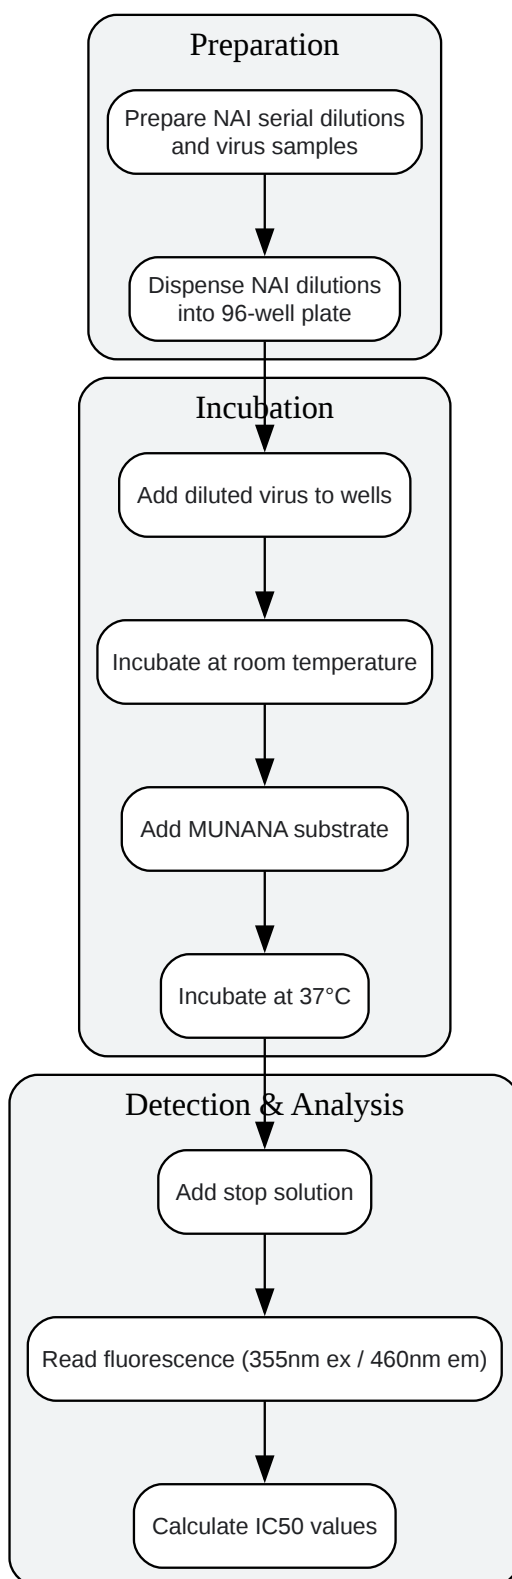 Preparation
Prepare NAI serial dilutions
and virus samples
Dispense NAI dilutions
into 96-well plate
Incubation
Add diluted virus to wells
Incubate at room temperature
Add MUNANA substrate
Incubate at 37°C
Detection & Analysis
Add stop solution
Read fluorescence (355nm ex / 460nm em)
Calculate IC50 values